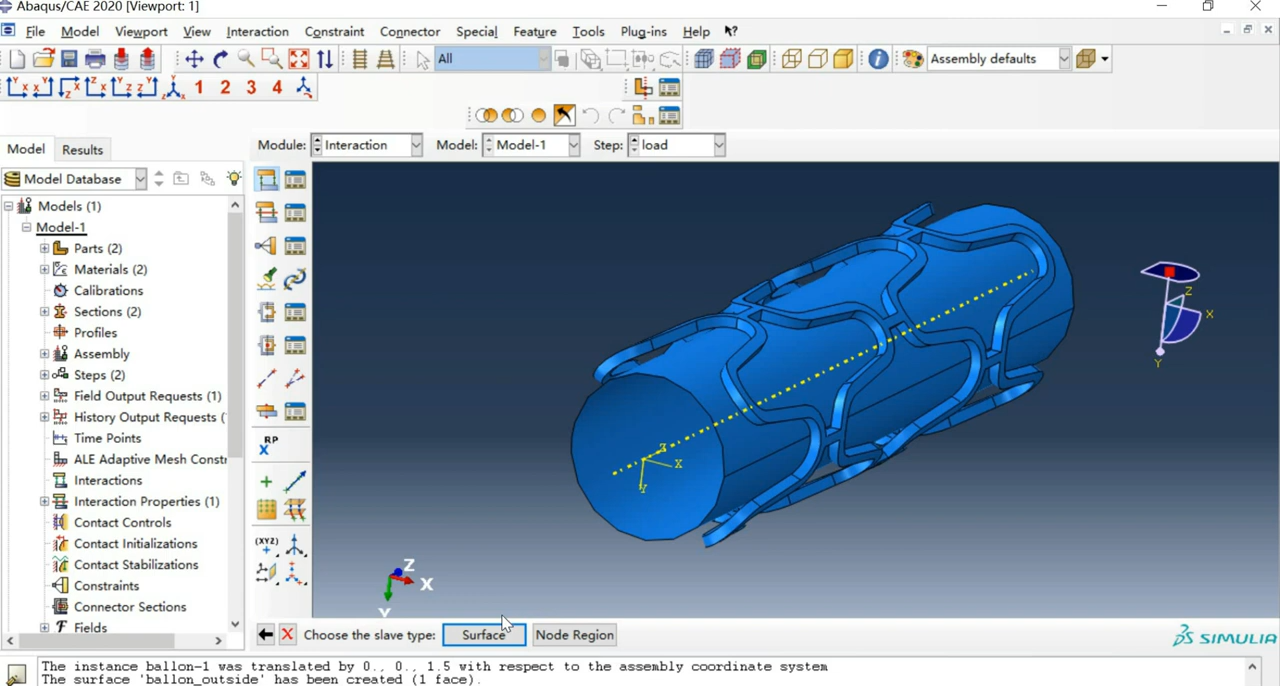 Abaqus/CAE 2020 [Viewport: 1]
File Model Viewport View Interaction Constraint Connector Special Feature Tools Plug-ins Help
All
Assembly defaults
1 2 3 4
Model Results
Module: Interaction Model: Model-1 Step: load
Model Database
Models (1)
Model-1
Parts (2)
Materials (2)
Calibrations
Sections (2)
Profiles
Assembly
Steps (2)
Field Output Requests (1)
History Output Requests (
Time Points
ALE Adaptive Mesh Constr
Interactions
Interaction Properties (1)
Contact Controls
Contact Initializations
Contact Stabilizations
Constraints
Connector Sections
Fields
RP
X
(XYZ)
Z
X
Y
Z
X
Y
Z
X
Y
Choose the slave type: Surface Node Region
SIMULIA
The instance ballon-1 was translated by 0., 0., 1.5 with respect to the assembly coordinate system
The surface 'ballon_outside' has been created (1 face).